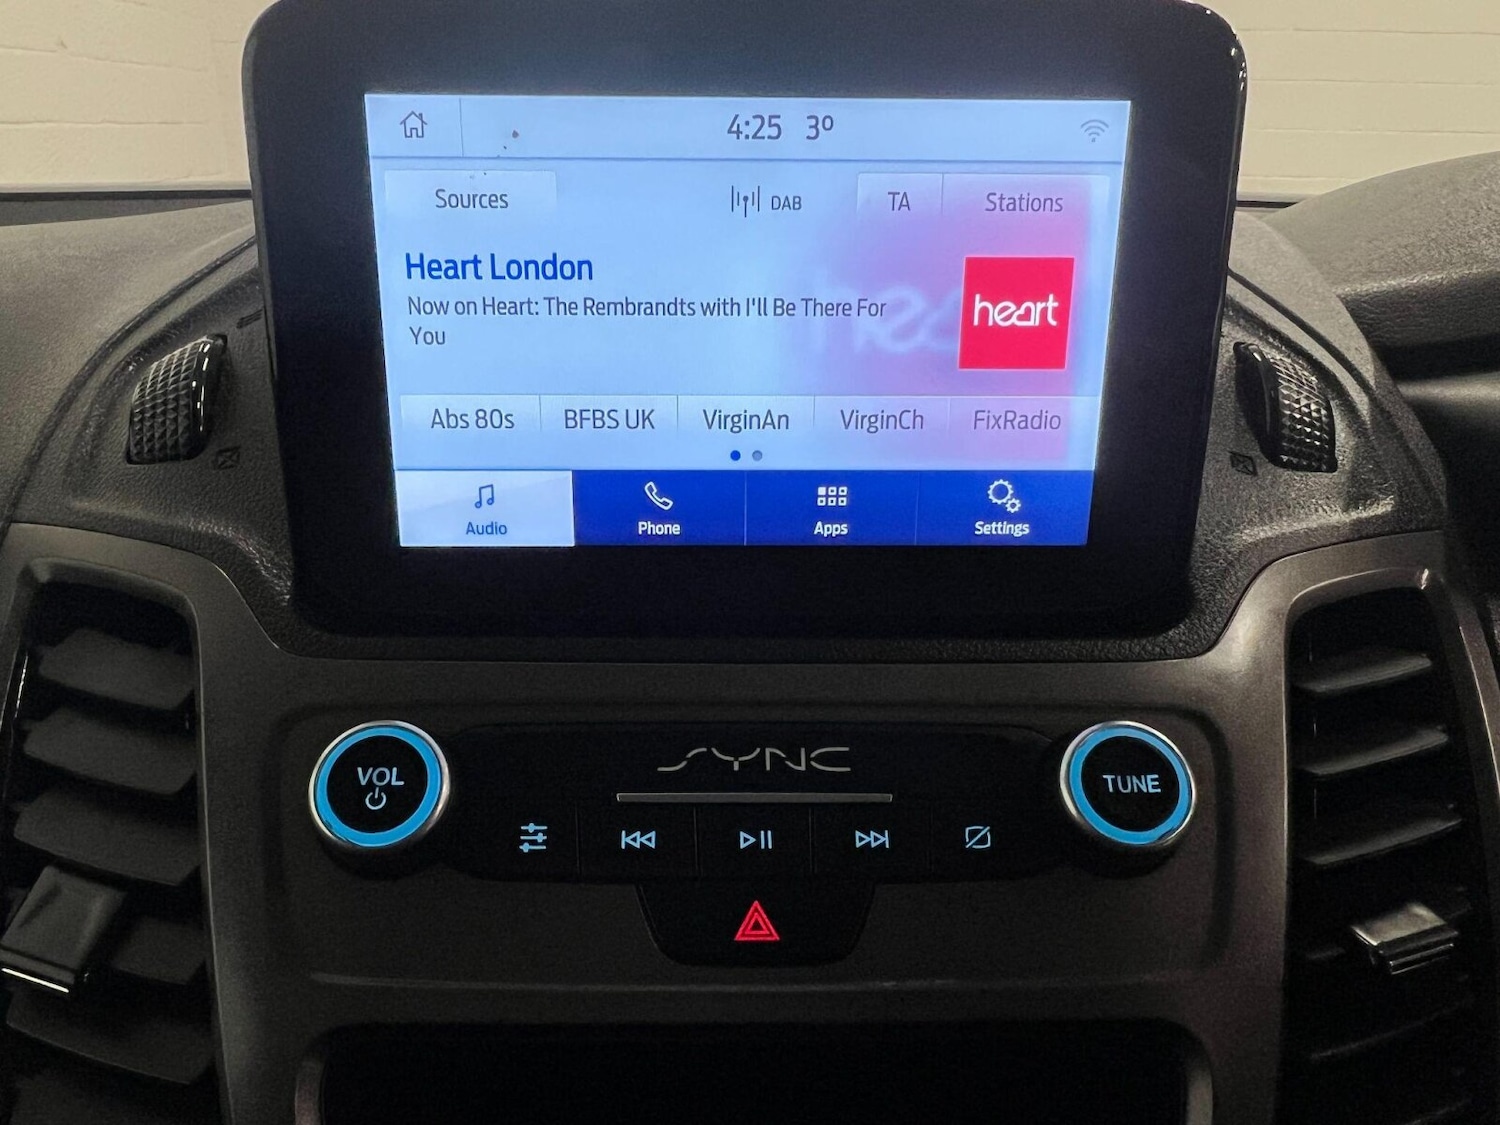 4:25 3º
Sources DAB TA Stations
Heart London
Now on Heart: The Rembrandts with I'll Be There For
You
heart
Abs 80s BFBS UK VirginAn VirginCh FixRadio
Audio Phone Apps Settings
SYNC
VOL
TUNE